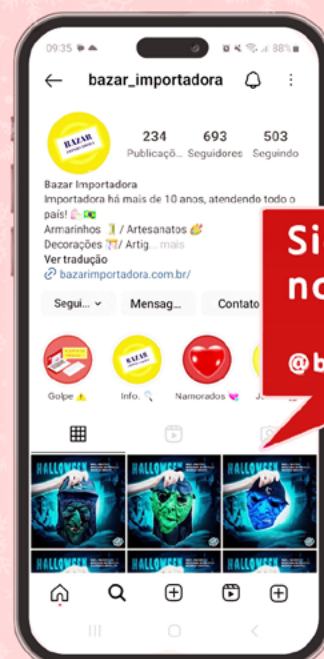 09:35
88%
bazar_importadora
BAZAR
234 693 503
Publicaçõ... Seguidores Seguindo
Bazar Importadora
Importadora há mais de 10 anos, atendendo todo o
país!
Armarinhos / Artesanatos
Decorações / Artig... mais
Ver tradução
bazarimportadora.com.br/
Segui... Mensag... Contato
Si
no
@b
BAZAR
Golpe Info. Namorados
HALLOWEEN HALLOWEEN HALLOWEEN
HALLOWEEN HALLOWEEN HALLOWEEN